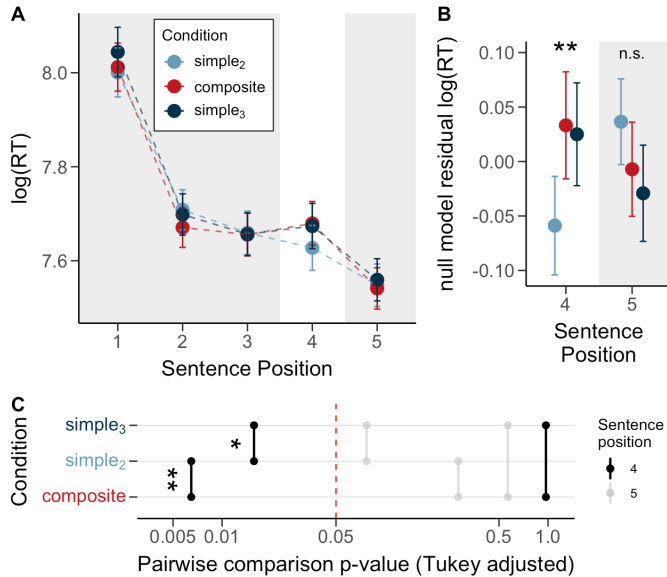 A
Condition
simple₂
composite
simple₃
log(RT)
8.0
7.8
7.6
1 2 3 4 5
Sentence Position
B
null model residual log(RT)
0.10
0.05
0.00
-0.05
-0.10
** n.s.
4 5
Sentence
Position
C
Condition
simple₃
simple₂
composite
*
**
0.005 0.01 0.05 0.5 1.0
Pairwise comparison p-value (Tukey adjusted)
Sentence
position
4
5